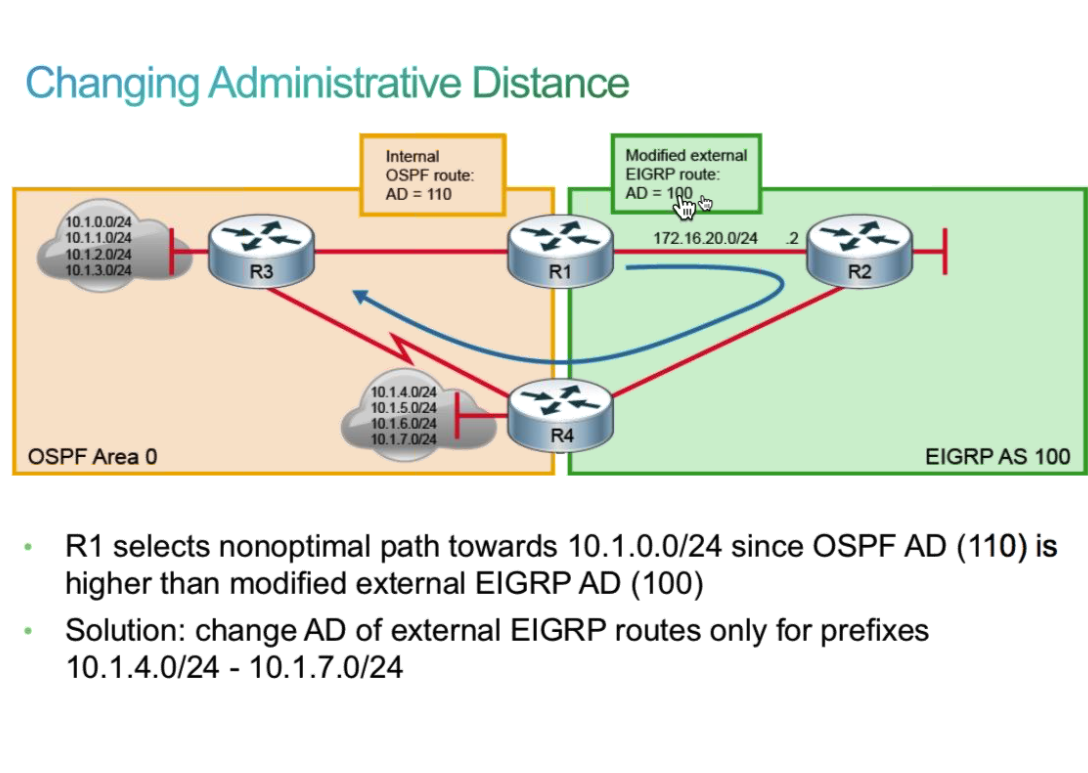 Changing Administrative Distance
Internal
OSPF route:
AD = 110
Modified external
EIGRP route:
AD = 100
10.1.0.0/24
10.1.1.0/24
10.1.2.0/24
10.1.3.0/24
R3
R1
172.16.20.0/24 .2
R2
10.1.4.0/24
10.1.5.0/24
10.1.6.0/24
10.1.7.0/24
R4
OSPF Area 0
EIGRP AS 100
• R1 selects nonoptimal path towards 10.1.0.0/24 since OSPF AD (110) is
higher than modified external EIGRP AD (100)
• Solution: change AD of external EIGRP routes only for prefixes
10.1.4.0/24 - 10.1.7.0/24